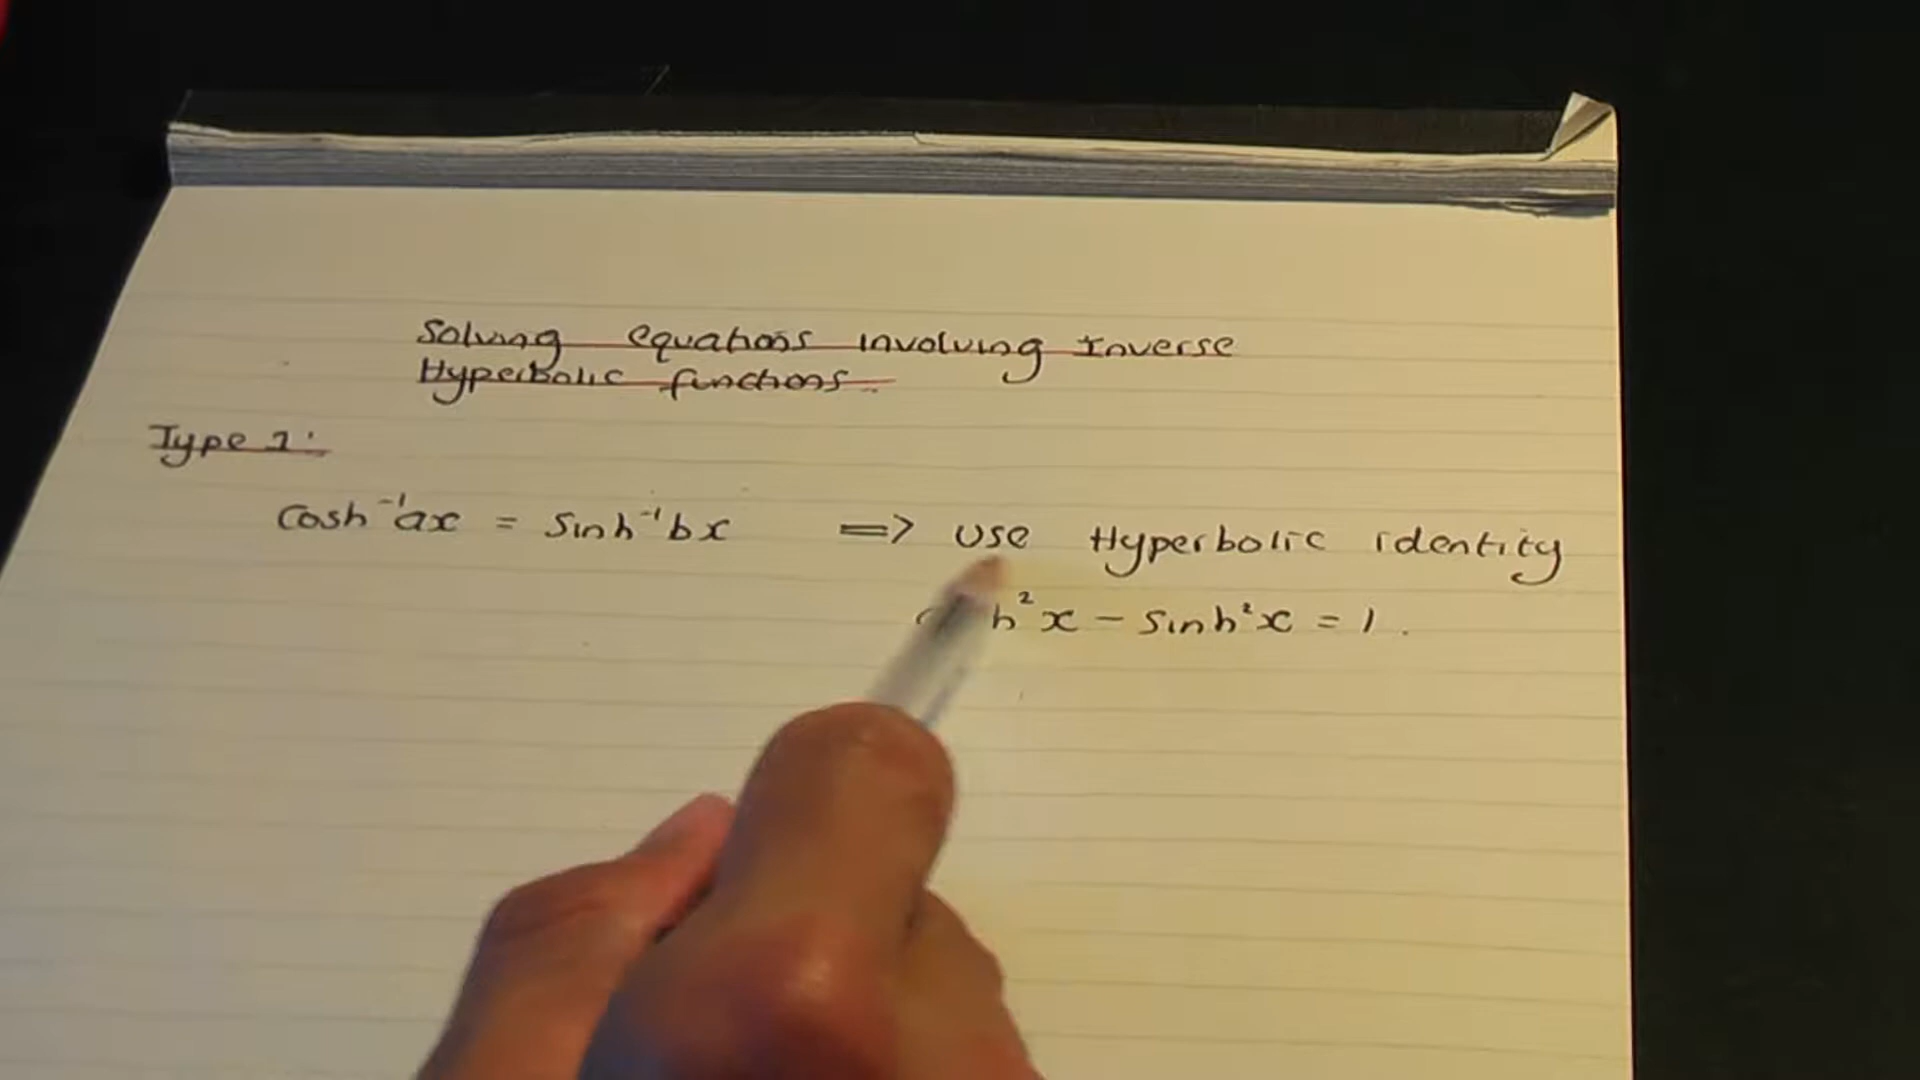 Solving equations involving Inverse
Hyperbolic functions.
Type 1:
Cosh⁻¹ax = Sinh⁻¹bx ⟹ Use Hyperbolic identity
h²x − Sinh²x = 1.